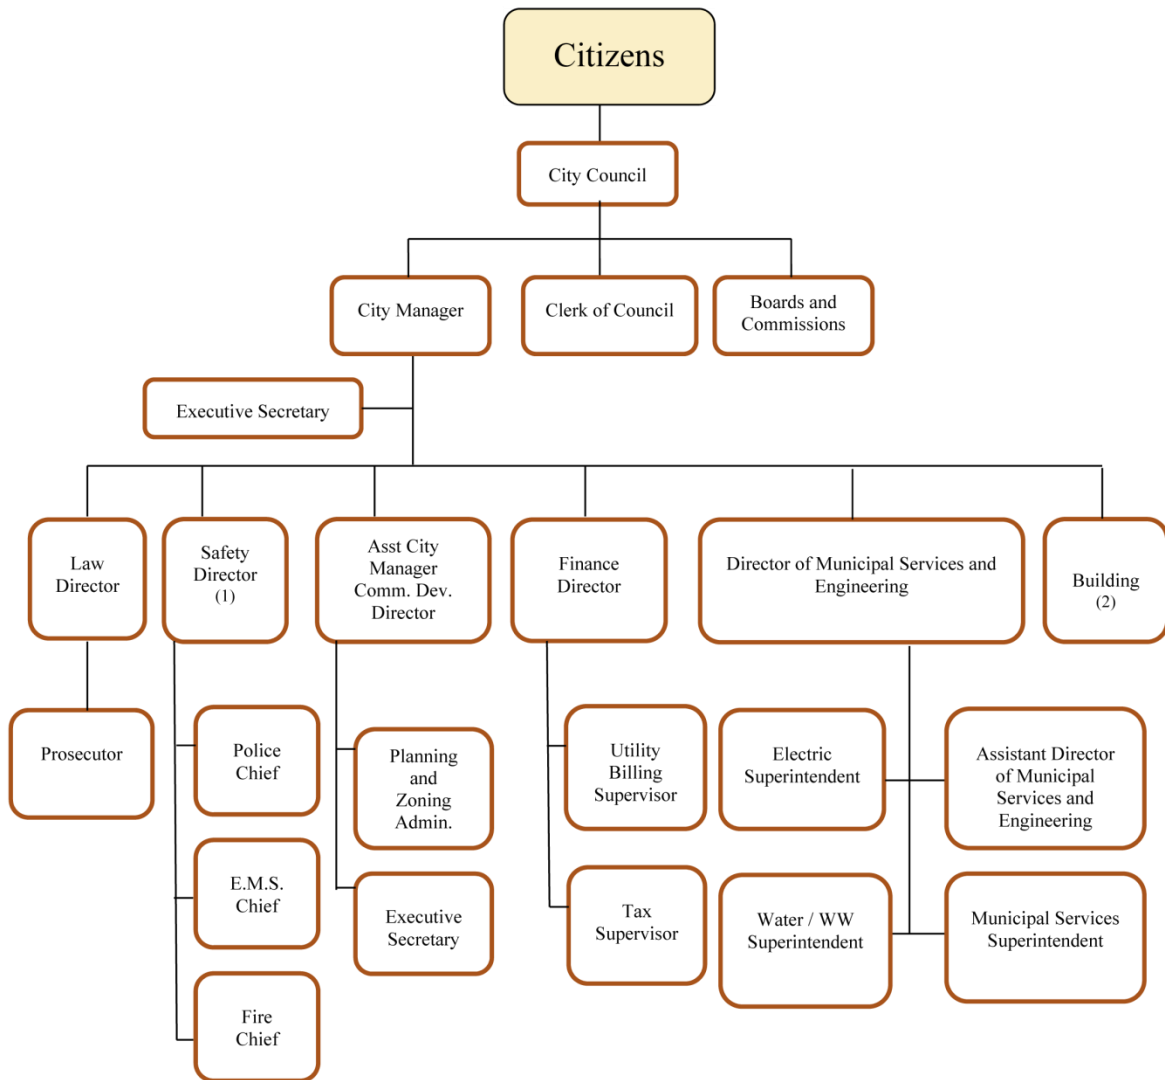 Citizens
City Council
City Manager
Clerk of Council
Boards and
Commissions
Executive Secretary
Law
Director
Safety
Director
(1)
Asst City
Manager
Comm. Dev.
Director
Finance
Director
Director of Municipal Services and
Engineering
Building
(2)
Prosecutor
Police
Chief
E.M.S.
Chief
Fire
Chief
Planning
and
Zoning
Admin.
Executive
Secretary
Utility
Billing
Supervisor
Tax
Supervisor
Electric
Superintendent
Assistant Director
of Municipal
Services and
Engineering
Water / WW
Superintendent
Municipal Services
Superintendent